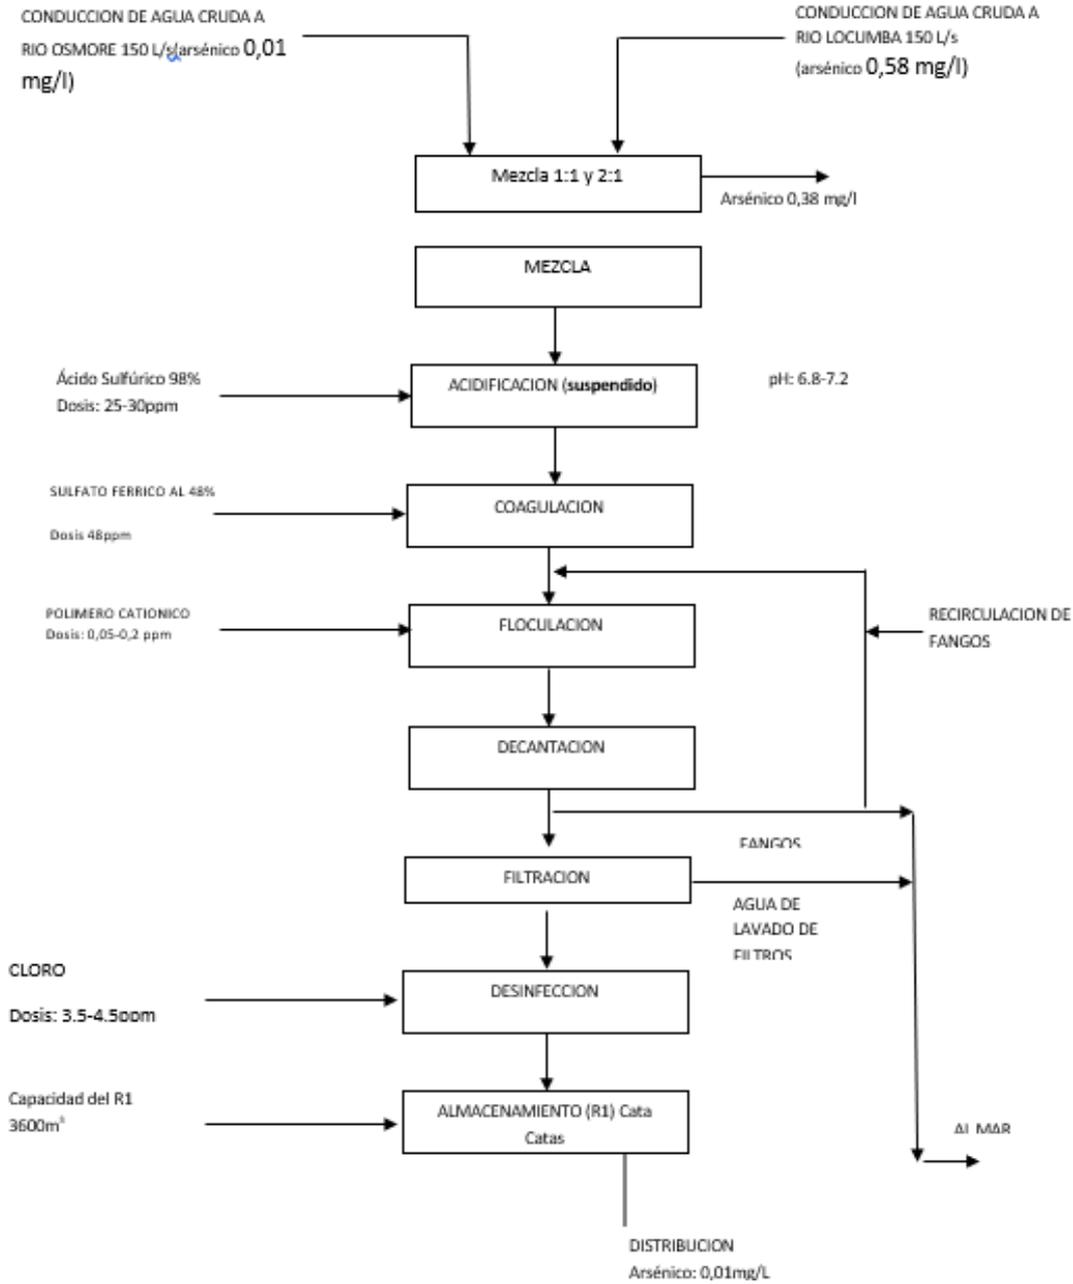 CONDUCCION DE AGUA CRUDA A
RIO OSMORE 150 L/s(arsénico 0,01
mg/l)
CONDUCCION DE AGUA CRUDA A
RIO LOCUMBA 150 L/s
(arsénico 0,58 mg/l)
Mezcla 1:1 y 2:1
Arsénico 0,38 mg/l
MEZCLA
Ácido Sulfúrico 98%
Dosis: 25-30ppm
ACIDIFICACION (suspendido)
pH: 6.8-7.2
SULFATO FERRICO AL 48%
Dosis 48ppm
COAGULACION
POLIMERO CATIONICO
Dosis: 0,05-0,2 ppm
FLOCULACION
RECIRCULACION DE
FANGOS
DECANTACION
FANGOS
FILTRACION
AGUA DE
LAVADO DE
FILTROS
CLORO
Dosis: 3.5-4.5ppm
DESINFECCION
Capacidad del R1
3600m³
ALMACENAMIENTO (R1) Cata
Catas
AL MAR
DISTRIBUCION
Arsénico: 0,01mg/L